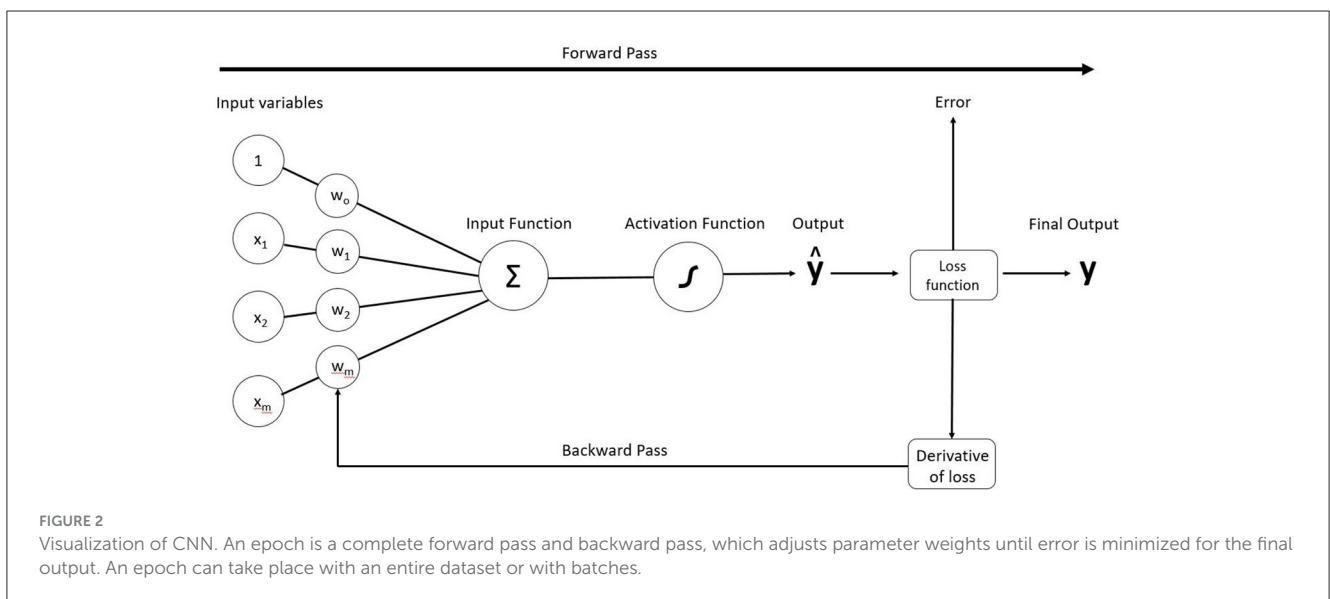 Forward Pass
Input variables
Error
1
wₒ
Input Function
Activation Function
Output
Final Output
x₁
w₁
Σ
ʃ
ŷ
Loss
function
y
x₂
w₂
wₘ
xₘ
Backward Pass
Derivative
of loss
FIGURE 2
Visualization of CNN. An epoch is a complete forward pass and backward pass, which adjusts parameter weights until error is minimized for the final
output. An epoch can take place with an entire dataset or with batches.